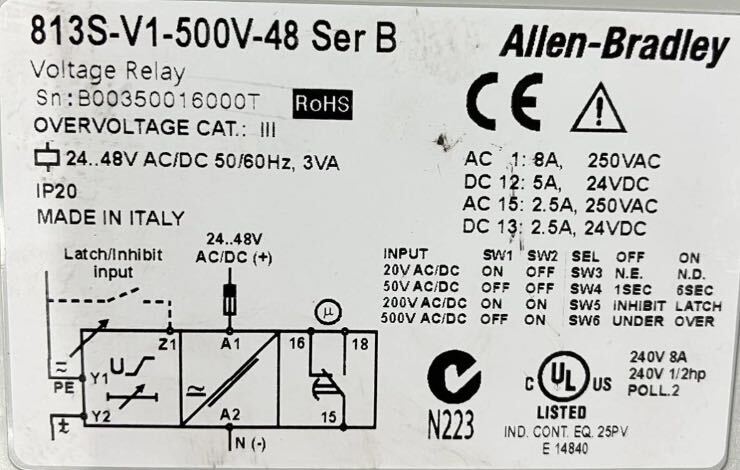 813S-V1-500V-48 Ser B
Allen-Bradley
Voltage Relay
Sn:B00350016000T
RoHS
OVERVOLTAGE CAT.: III
24..48V AC/DC 50/60Hz, 3VA
IP20
MADE IN ITALY
CE
AC 1: 8A, 250VAC
DC 12: 5A, 24VDC
AC 15: 2.5A, 250VAC
DC 13: 2.5A, 24VDC
Latch/Inhibit
input
24..48V
AC/DC (+)
INPUT SW1 SW2 SEL OFF ON
20V AC/DC ON OFF SW3 N.E. N.D.
50V AC/DC OFF OFF SW4 1SEC 6SEC
200V AC/DC ON ON SW5 INHIBIT LATCH
500V AC/DC OFF ON SW6 UNDER OVER
μ
Z1 A1 16 18
PE Y1
Y2 A2 15
N (-)
N223
C UL US
LISTED
IND. CONT. EQ. 25PV
E 14840
240V 8A
240V 1/2hp
POLL.2